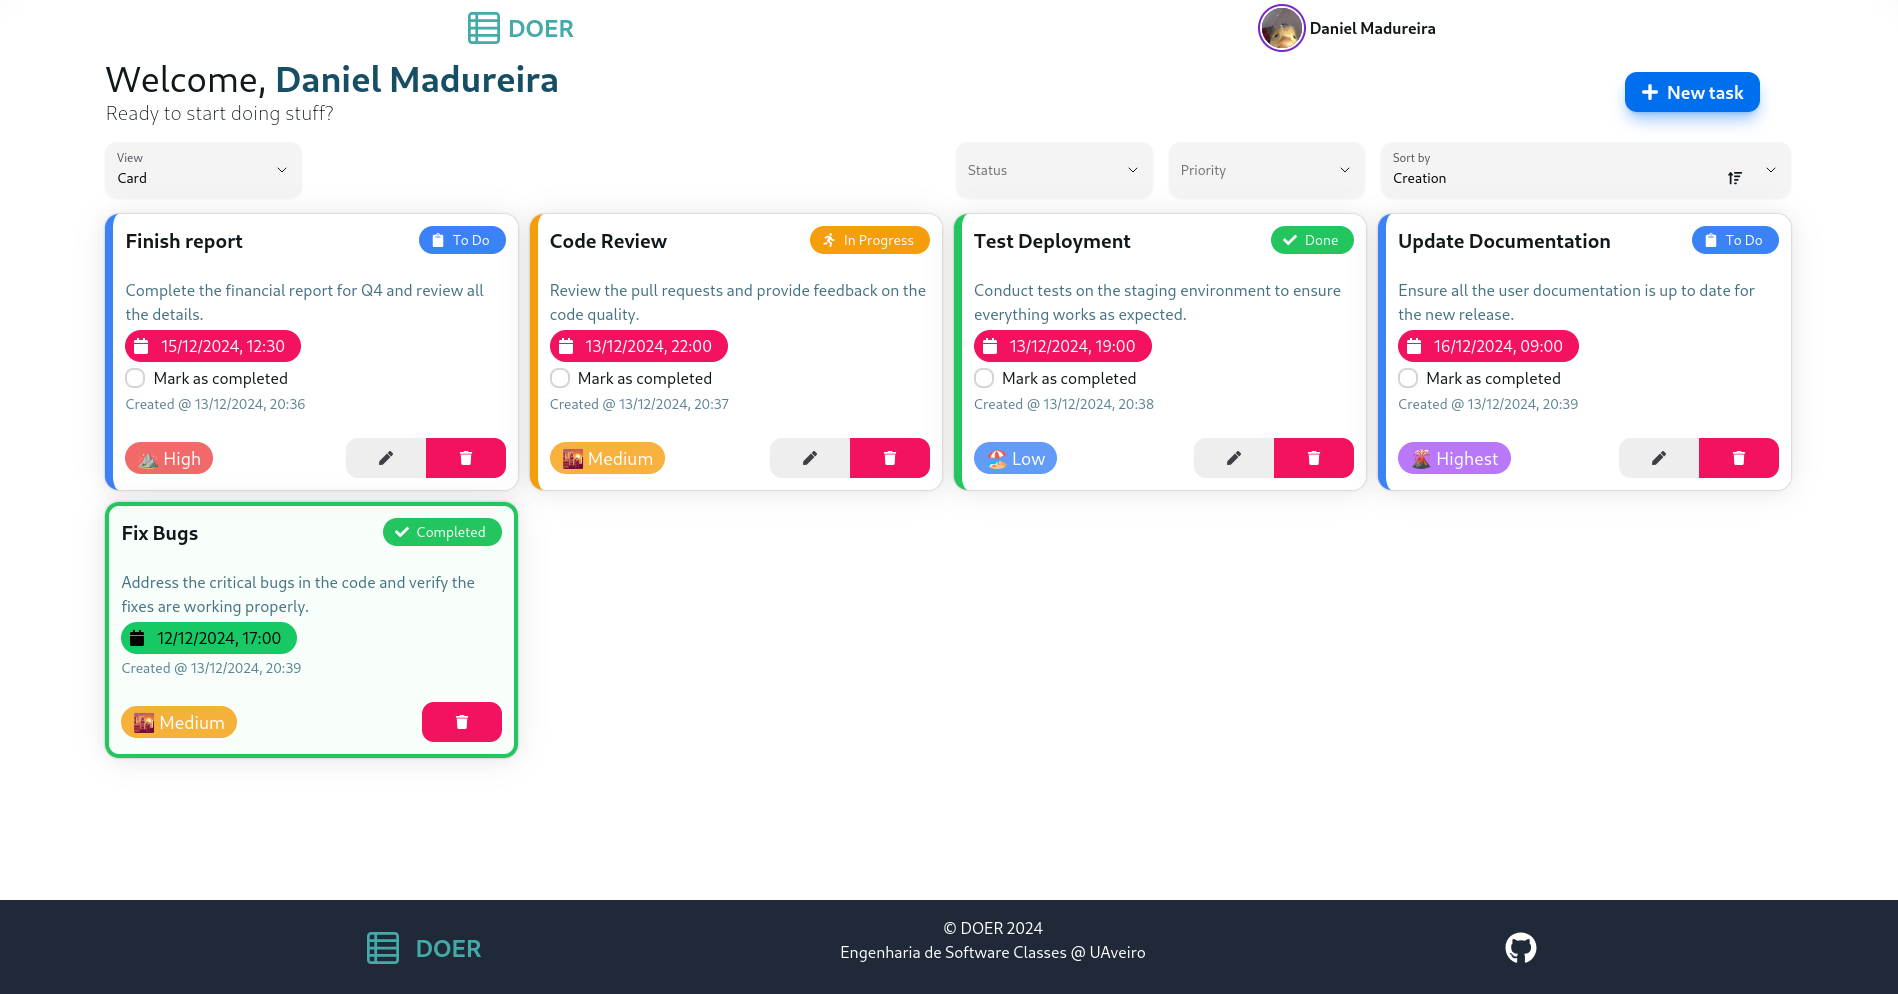 DOER
Daniel Madureira
Welcome, Daniel Madureira
Ready to start doing stuff?
New task
View
Card
Status
Priority
Sort by
Creation
Finish report
To Do
Complete the financial report for Q4 and review all
the details.
15/12/2024, 12:30
Mark as completed
Created @ 13/12/2024, 20:36
High
Code Review
In Progress
Review the pull requests and provide feedback on the
code quality.
13/12/2024, 22:00
Mark as completed
Created @ 13/12/2024, 20:37
Medium
Test Deployment
Done
Conduct tests on the staging environment to ensure
everything works as expected.
13/12/2024, 19:00
Mark as completed
Created @ 13/12/2024, 20:38
Low
Update Documentation
To Do
Ensure all the user documentation is up to date for
the new release.
16/12/2024, 09:00
Mark as completed
Created @ 13/12/2024, 20:39
Highest
Fix Bugs
Completed
Address the critical bugs in the code and verify the
fixes are working properly.
12/12/2024, 17:00
Created @ 13/12/2024, 20:39
Medium
DOER
© DOER 2024
Engenharia de Software Classes @ UAveiro